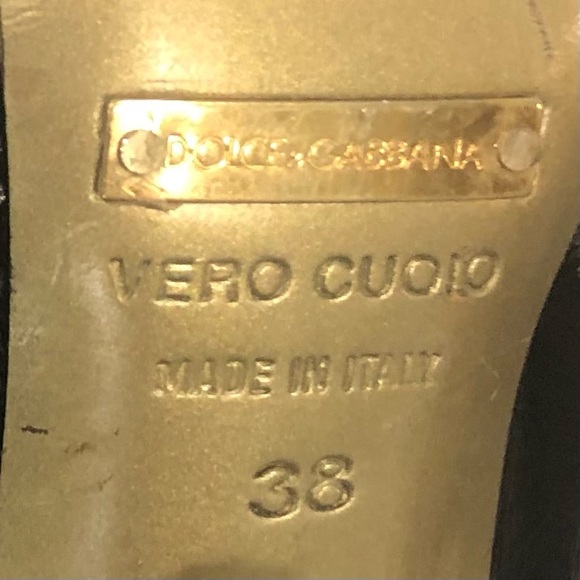 DOLCE & GABBANA
VERO CUOIO
MADE IN ITALY
38